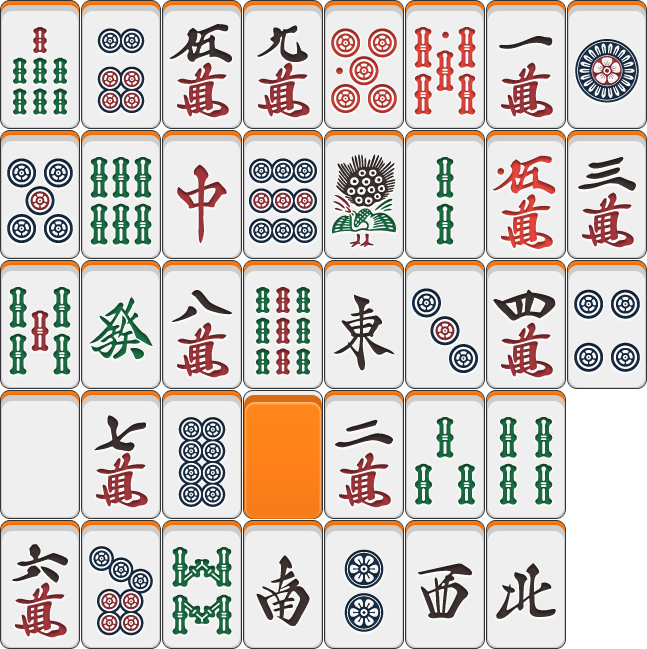 伍萬 九萬 一萬
中 伍萬 三萬
發 八萬 東 四萬
七萬 二萬
六萬 南 西 北